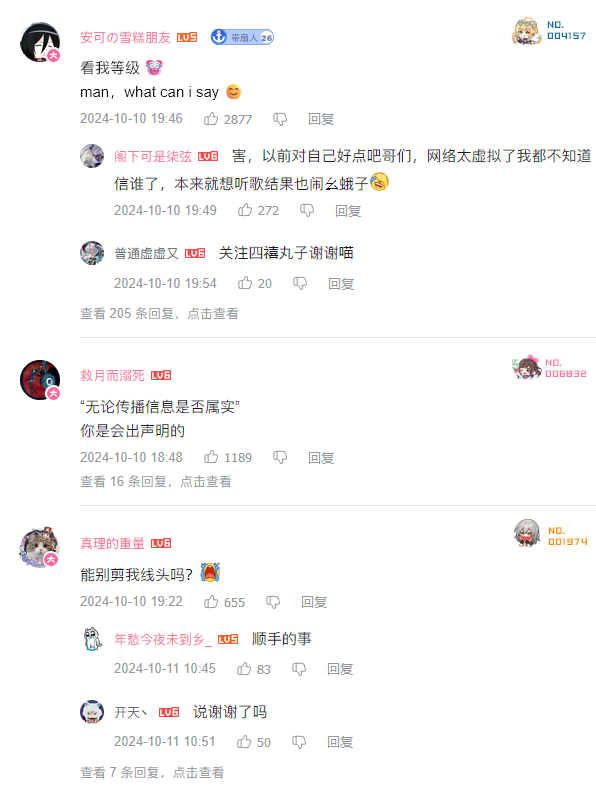 安可の雪糕朋友 LV5 带扇人 26
NO.
004157
看我等级
man，what can i say
2024-10-10 19:46 2877 回复
阁下可是柒弦 LV6 害，以前对自己好点吧哥们，网络太虚拟了我都不知道
信谁了，本来就想听歌结果也闹幺蛾子
2024-10-10 19:49 272 回复
普通虚虚又 LV6 关注四禧丸子谢谢喵
2024-10-10 19:54 20 回复
查看 205 条回复，点击查看
救月而溺死 LV6
NO.
006832
“无论传播信息是否属实”
你是会出声明的
2024-10-10 18:48 1189 回复
查看 16 条回复，点击查看
真理的重量 LV6
NO.
001974
能别剪我线头吗？
2024-10-10 19:22 655 回复
年愁今夜未到乡_ LV5 顺手的事
2024-10-11 10:45 83 回复
开天丶 LV6 说谢谢了吗
2024-10-11 10:51 50 回复
查看 7 条回复，点击查看